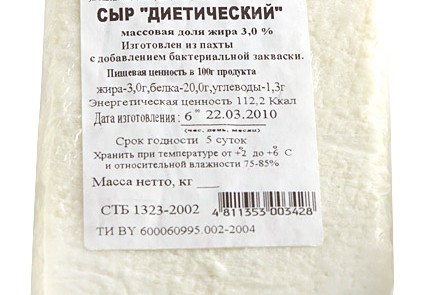 СЫР "ДИЕТИЧЕСКИЙ"
массовая доля жира 3,0 %
Изготовлен из пахты
с добавлением бактериальной закваски.
Пищевая ценность в 100г продукта
жира-3,0г,белка-20,0г,углеводы-1,3г
Энергетическая ценность 112,2 Ккал
Дата изготовления : 6 00 22.03.2010
(час, день, месяц)
Срок годности 5 суток
Хранить при температуре от +2 до +6 С
и относительной влажности 75-85%
Масса нетто, кг ___
СТБ 1323-2002
4 811353 003428
ТИ BY 600060995.002-2004